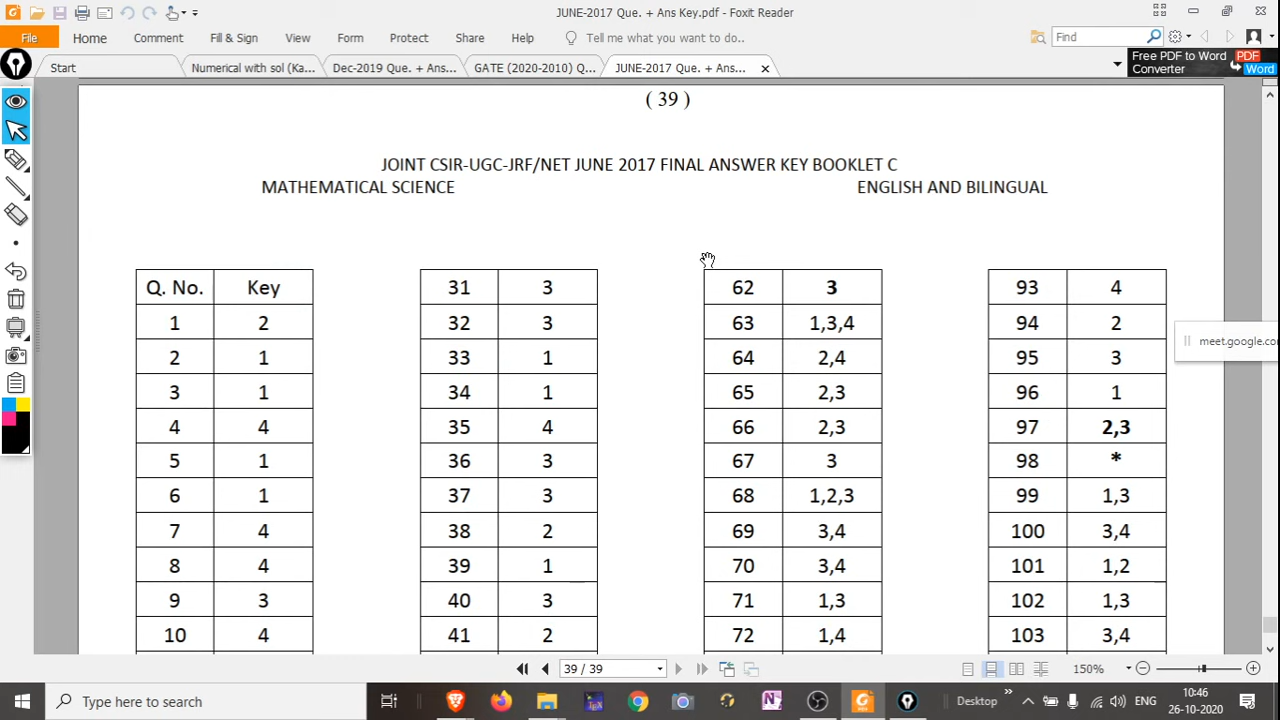 JUNE-2017 Que. + Ans Key.pdf - Foxit Reader
File Home Comment Fill & Sign View Form Protect Share Help Tell me what you want to do.. Find
Start Numerical with sol (Ka... Dec-2019 Que. + Ans... GATE (2020-2010) Q... JUNE-2017 Que. + Ans...
Free PDF to Word
Converter
PDF
Word
( 39 )
JOINT CSIR-UGC-JRF/NET JUNE 2017 FINAL ANSWER KEY BOOKLET C
MATHEMATICAL SCIENCE ENGLISH AND BILINGUAL
Q. No. Key 31 3 62 3 93 4
1 2 32 3 63 1,3,4 94 2
meet.google.co
2 1 33 1 64 2,4 95 3
3 1 34 1 65 2,3 96 1
4 4 35 4 66 2,3 97 2,3
5 1 36 3 67 3 98 *
6 1 37 3 68 1,2,3 99 1,3
7 4 38 2 69 3,4 100 3,4
8 4 39 1 70 3,4 101 1,2
9 3 40 3 71 1,3 102 1,3
10 4 41 2 72 1,4 103 3,4
39 / 39 150%
Type here to search Desktop ENG 10:46
26-10-2020